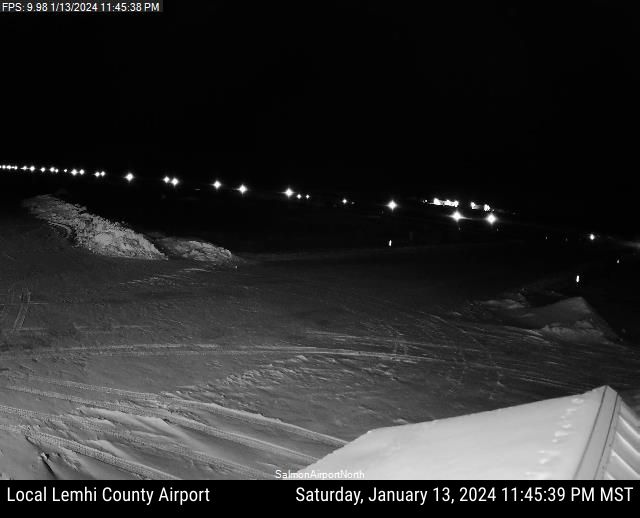 FPS: 9.98 1/13/2024 11:45:38 PM
SalmonAirportNorth
Local Lemhi County Airport Saturday, January 13, 2024 11:45:39 PM MST